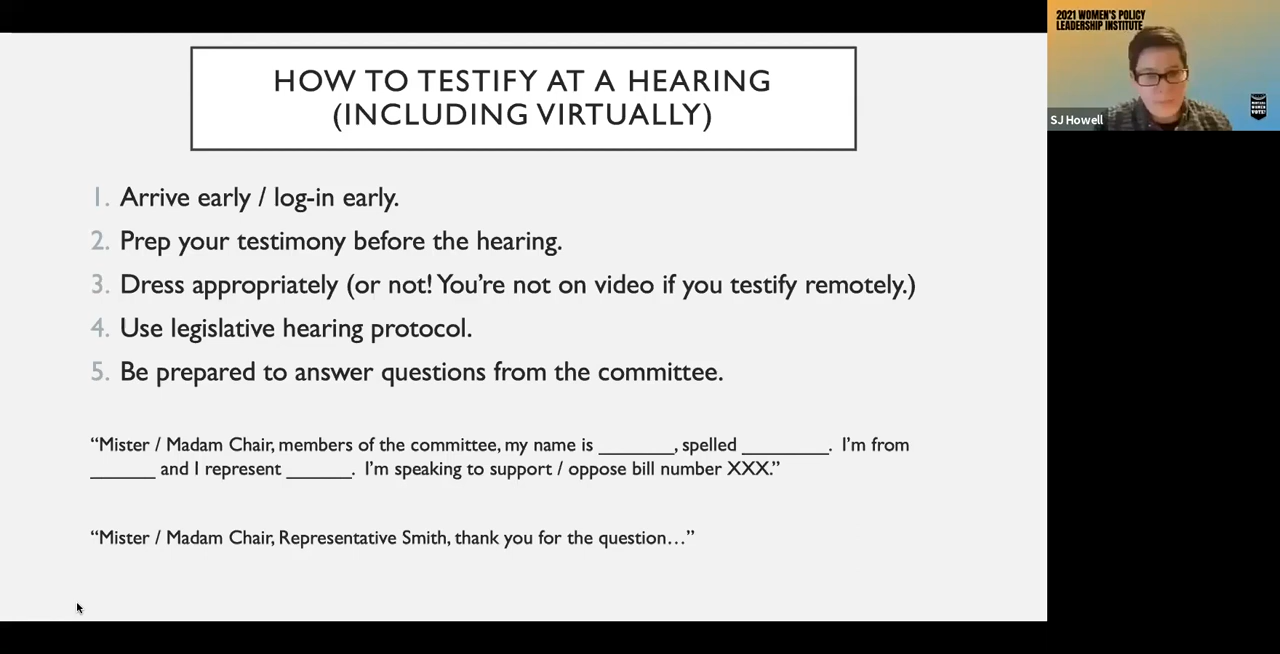 HOW TO TESTIFY AT A HEARING
(INCLUDING VIRTUALLY)
1. Arrive early / log-in early.
2. Prep your testimony before the hearing.
3. Dress appropriately (or not! You’re not on video if you testify remotely.)
4. Use legislative hearing protocol.
5. Be prepared to answer questions from the committee.
“Mister / Madam Chair, members of the committee, my name is ________, spelled _________. I’m from
_______ and I represent _______. I’m speaking to support / oppose bill number XXX.”
“Mister / Madam Chair, Representative Smith, thank you for the question…”
2021 WOMEN'S POLICY
LEADERSHIP INSTITUTE
SJ Howell